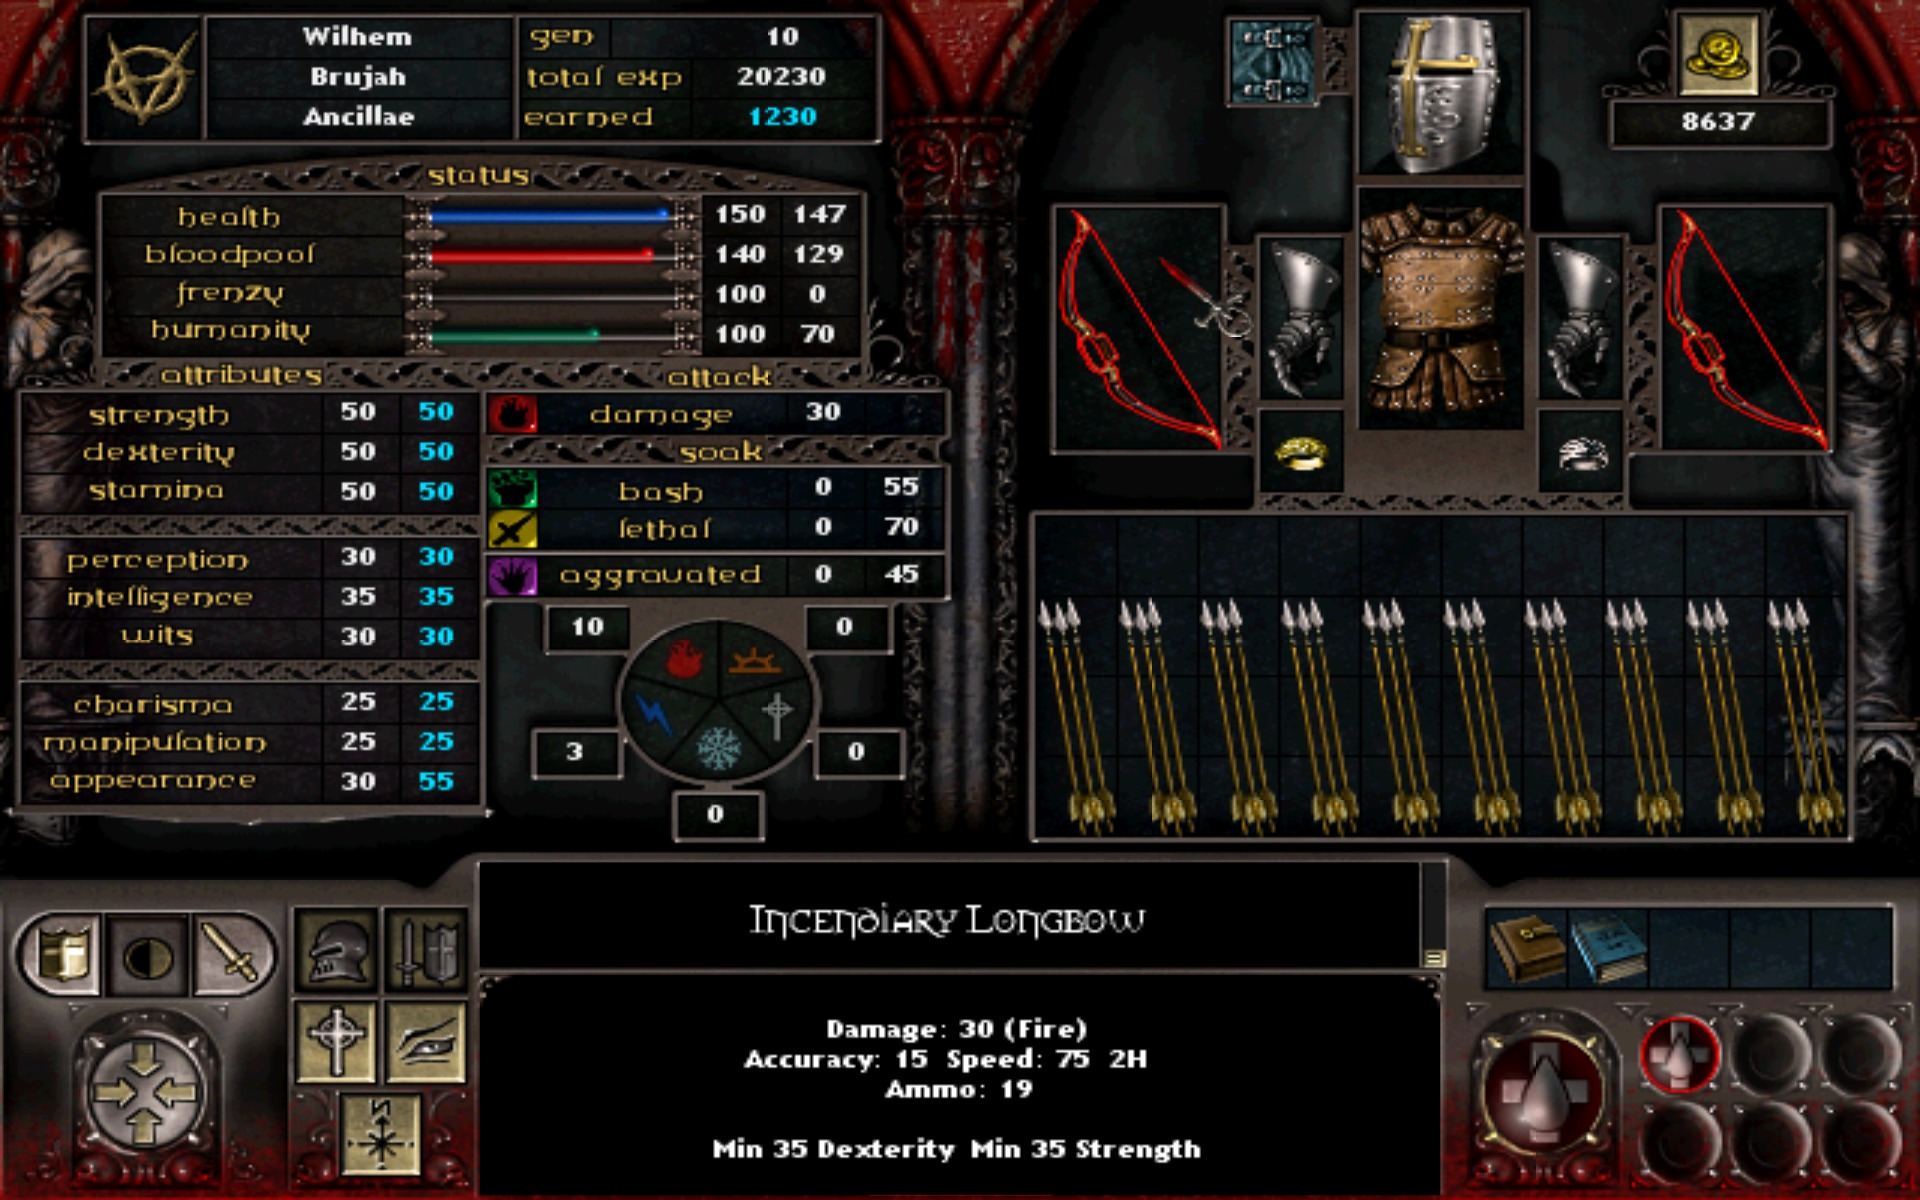 Wilhem gen 10
Brujah total exp 20230
Ancillae earned 1230
8637
status
health 150 147
bloodpool 140 129
frenzy 100 0
humanity 100 70
attributes attack
strength 50 50 damage 30
dexterity 50 50 soak
stamina 50 50 bash 0 55
lethal 0 70
perception 30 30 aggravated 0 45
intelligence 35 35
wits 30 30 10 0
charisma 25 25
manipulation 25 25 3 0
appearance 30 55
0
Incendiary Longbow
Damage: 30 (Fire)
Accuracy: 15 Speed: 75 2H
Ammo: 19
N
Min 35 Dexterity Min 35 Strength